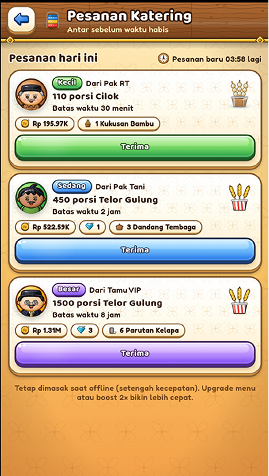 Pesanan Katering
Antar sebelum waktu habis
Pesanan hari ini
Pesanan baru 03:58 lagi
Kecil Dari Pak RT
110 porsi Cilok
Batas waktu 30 menit
Rp 195.97K 1 Kukusan Bambu
Terima
Sedang Dari Pak Tani
450 porsi Telor Gulung
Batas waktu 2 jam
Rp 522.59K 1 3 Dandang Tembaga
Terima
Besar Dari Tamu VIP
1500 porsi Telor Gulung
Batas waktu 8 jam
Rp 1.31M 3 6 Parutan Kelapa
Terima
Tetap dimasak saat offline (setengah kecepatan). Upgrade menu
atau boost 2x bikin lebih cepat.